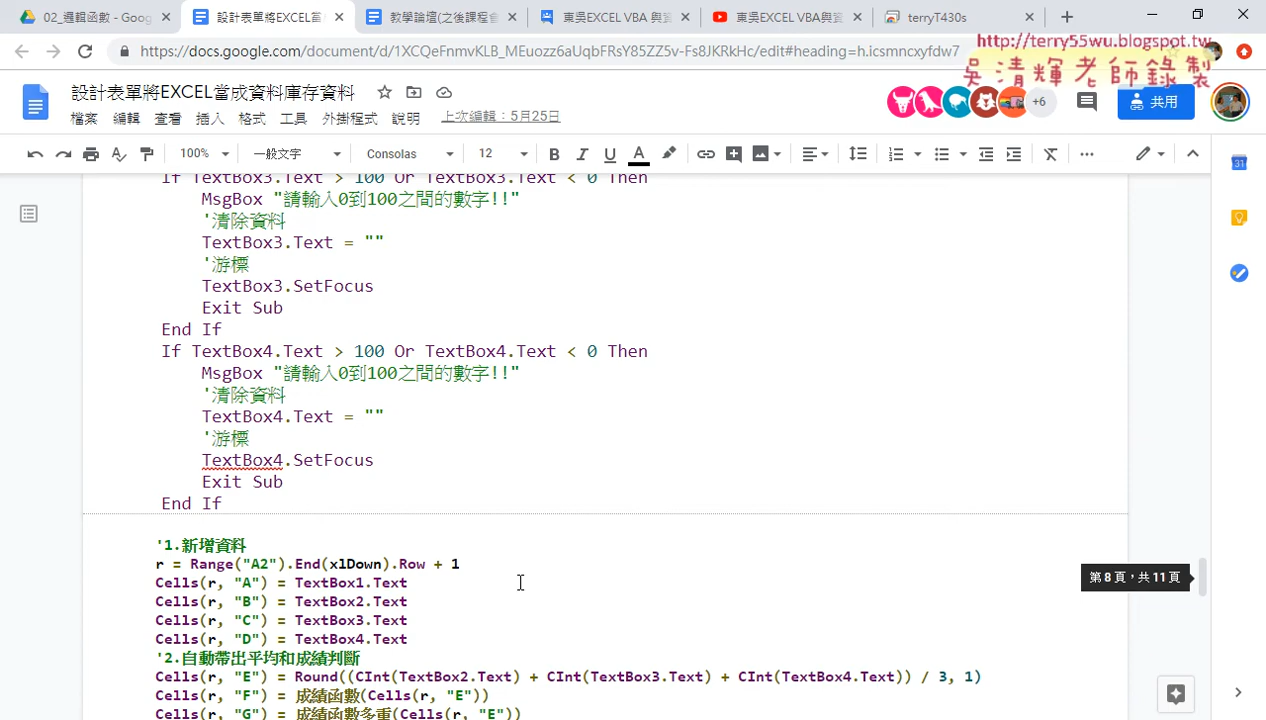 02_邏輯函數 - Goog
設計表單將EXCEL當
教學論壇(之後課程會
東吳EXCEL VBA 與資
東吳EXCEL VBA與資
terryT430s
https://docs.google.com/document/d/1XCQeFnmvKLB_MEuozz6aUqbFRsY85ZZ5v-Fs8JKRkHc/edit#heading=h.icsmncxyfdw7
http://terry55wu.blogspot.tw
吳清輝老師錄製
設計表單將EXCEL當成資料庫存資料
檔案 編輯 查看 插入 格式 工具 外掛程式 說明 上次編輯：5月25日
+6
共用
100% 一般文字 Consolas 12
31
If TextBox3.Text > 100 Or TextBox3.Text < 0 Then
MsgBox "請輸入0到100之間的數字!!"
'清除資料
TextBox3.Text = ""
'游標
TextBox3.SetFocus
Exit Sub
End If
If TextBox4.Text > 100 Or TextBox4.Text < 0 Then
MsgBox "請輸入0到100之間的數字!!"
'清除資料
TextBox4.Text = ""
'游標
TextBox4.SetFocus
Exit Sub
End If
'1.新增資料
r = Range("A2").End(xlDown).Row + 1
Cells(r, "A") = TextBox1.Text
Cells(r, "B") = TextBox2.Text
Cells(r, "C") = TextBox3.Text
Cells(r, "D") = TextBox4.Text
'2.自動帶出平均和成績判斷
Cells(r, "E") = Round((CInt(TextBox2.Text) + CInt(TextBox3.Text) + CInt(TextBox4.Text)) / 3, 1)
Cells(r, "F") = 成績函數(Cells(r, "E"))
Cells(r, "G") = 成績函數多重(Cells(r, "E"))
第 8 頁，共 11 頁